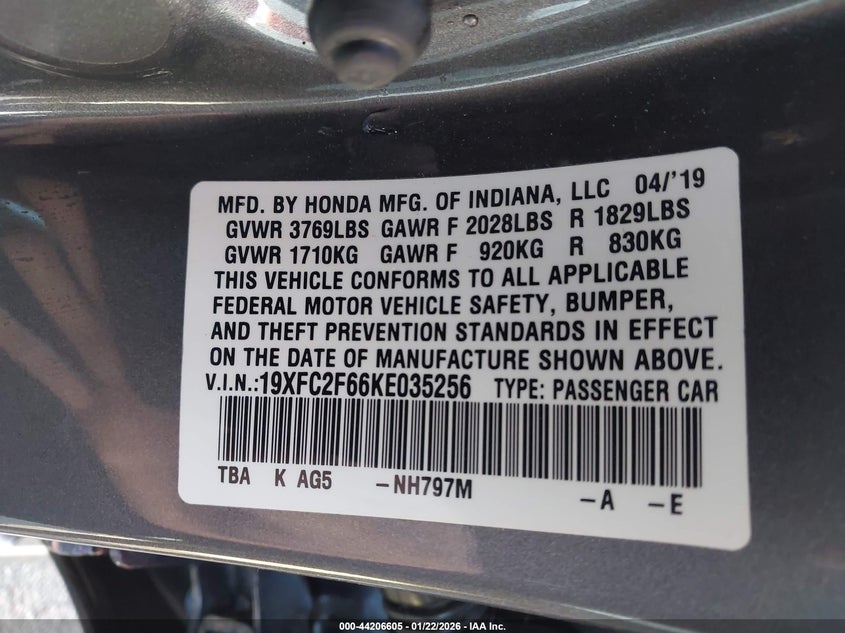 MFD. BY HONDA MFG. OF INDIANA, LLC 04/'19
GVWR 3769LBS GAWR F 2028LBS R 1829LBS
GVWR 1710KG GAWR F 920KG R 830KG
THIS VEHICLE CONFORMS TO ALL APPLICABLE
FEDERAL MOTOR VEHICLE SAFETY, BUMPER,
AND THEFT PREVENTION STANDARDS IN EFFECT
ON THE DATE OF MANUFACTURE SHOWN ABOVE.
V.I.N.:19XFC2F66KE035256 TYPE: PASSENGER CAR
TBA K AG5 -NH797M -A -E
000-44206605 - 01/22/2026 - IAA Inc.